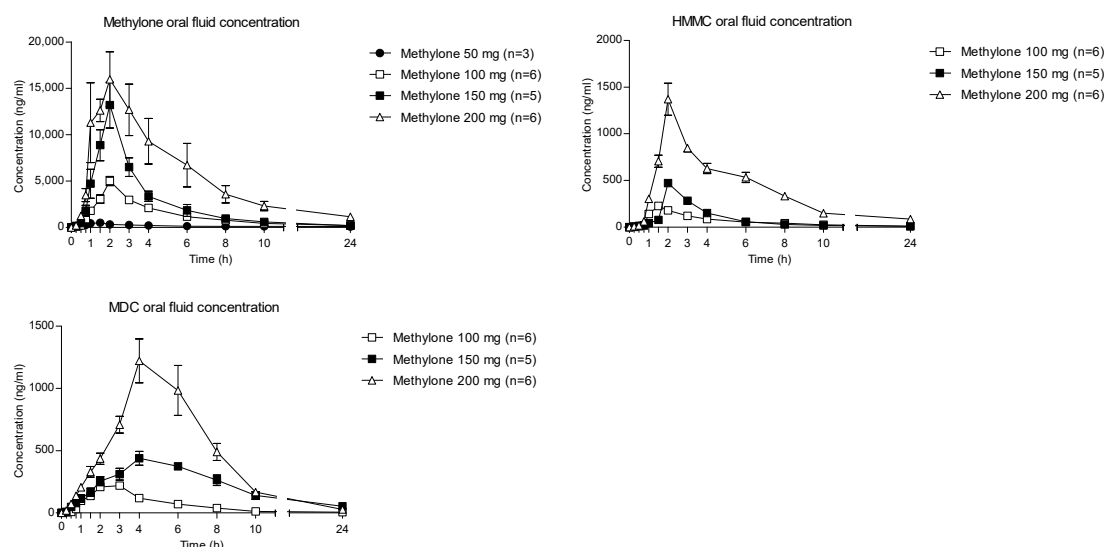 Methylone oral fluid concentration
20,000
15,000
10,000
5,000
0
Concentration (ng/ml)
0 1 2 3 4 6 8 10 24
Time (h)
Methylone 50 mg (n=3)
Methylone 100 mg (n=6)
Methylone 150 mg (n=5)
Methylone 200 mg (n=6)
HMMC oral fluid concentration
2000
1500
1000
500
0
Concentration (ng/ml)
0 1 2 3 4 6 8 10 24
Time (h)
Methylone 100 mg (n=6)
Methylone 150 mg (n=5)
Methylone 200 mg (n=6)
MDC oral fluid concentration
1500
1000
500
0
Concentration (ng/ml)
0 1 2 3 4 6 8 10 24
Time (h)
Methylone 100 mg (n=6)
Methylone 150 mg (n=5)
Methylone 200 mg (n=6)